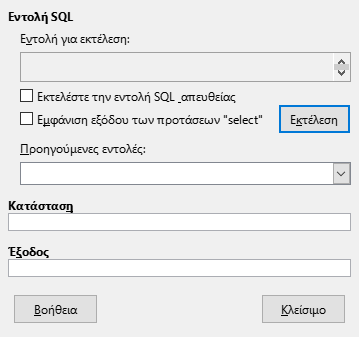 Εντολή SQL
Εντολή για εκτέλεση:
Εκτελέστε την εντολή SQL απευθείας
Εμφάνιση εξόδου των προτάσεων "select"
Εκτέλεση
Προηγούμενες εντολές:
Κατάσταση
Έξοδος
Βοήθεια
Κλείσιμο